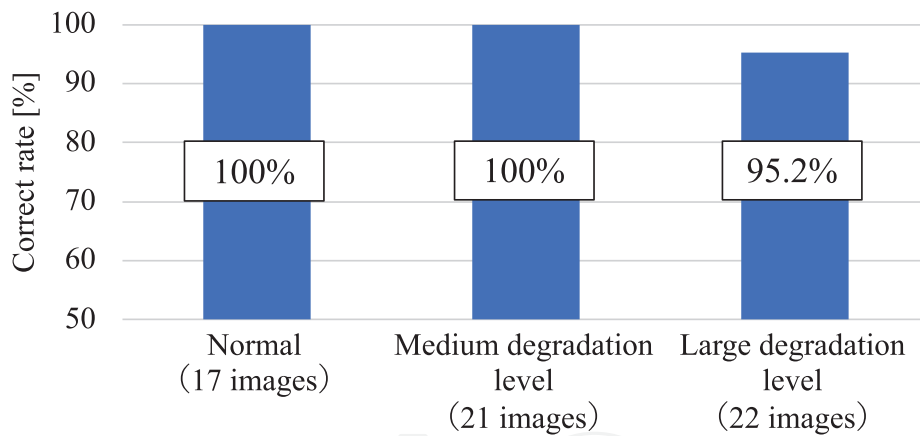 Correct rate [%]
100
90
80
70
60
50
100%
100%
95.2%
Normal
（17 images）
Medium degradation
level
（21 images）
Large degradation
level
（22 images）